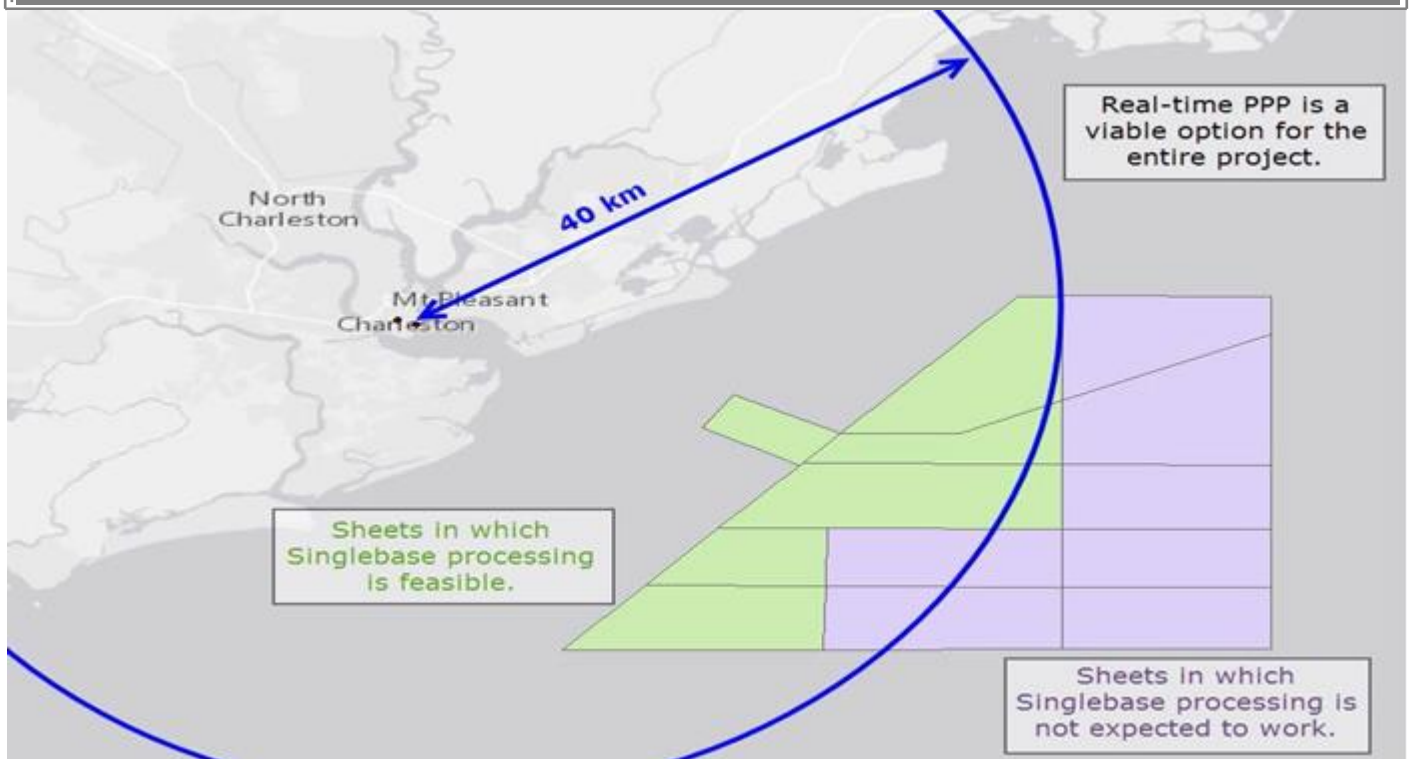 Real-time PPP is a
viable option for the
entire project.
40 km
North
Charleston
Mt Pleasant
Charleston
Sheets in which
Singlebase processing
is feasible.
Sheets in which
Singlebase processing is
not expected to work.